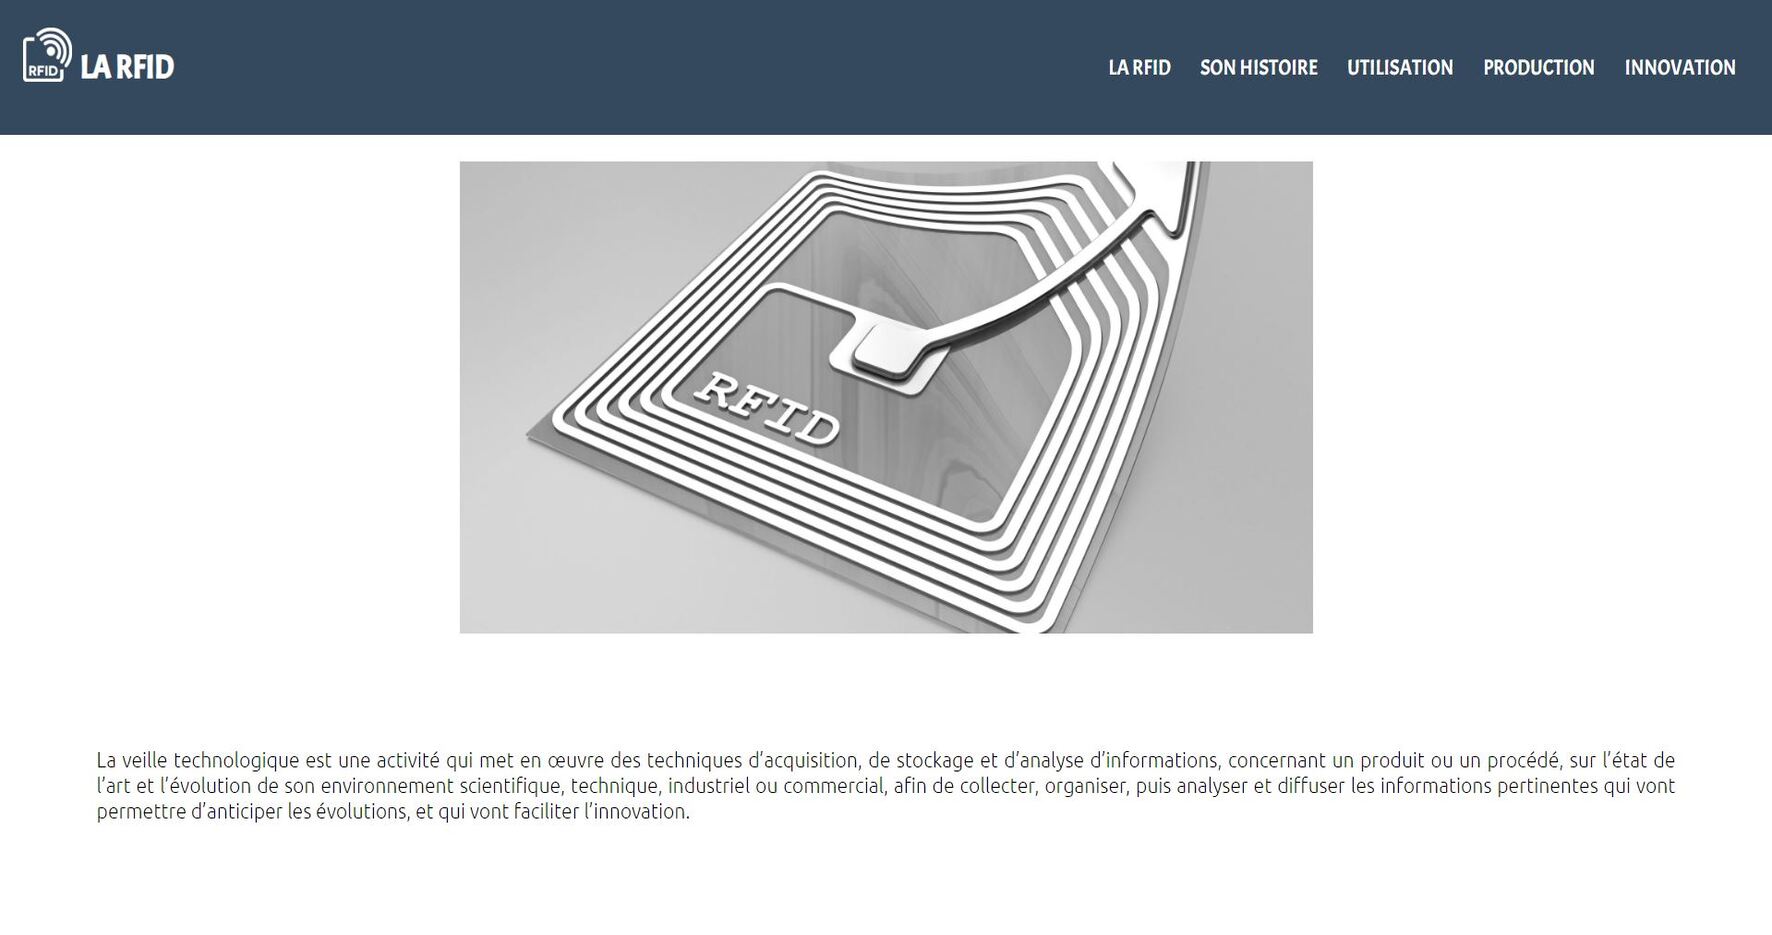 RFID
LA RFID
LA RFID SON HISTOIRE UTILISATION PRODUCTION INNOVATION
RFID
La veille technologique est une activité qui met en œuvre des techniques d’acquisition, de stockage et d’analyse d’informations, concernant un produit ou un procédé, sur l’état de
l’art et l’évolution de son environnement scientifique, technique, industriel ou commercial, afin de collecter, organiser, puis analyser et diffuser les informations pertinentes qui vont
permettre d’anticiper les évolutions, et qui vont faciliter l’innovation.